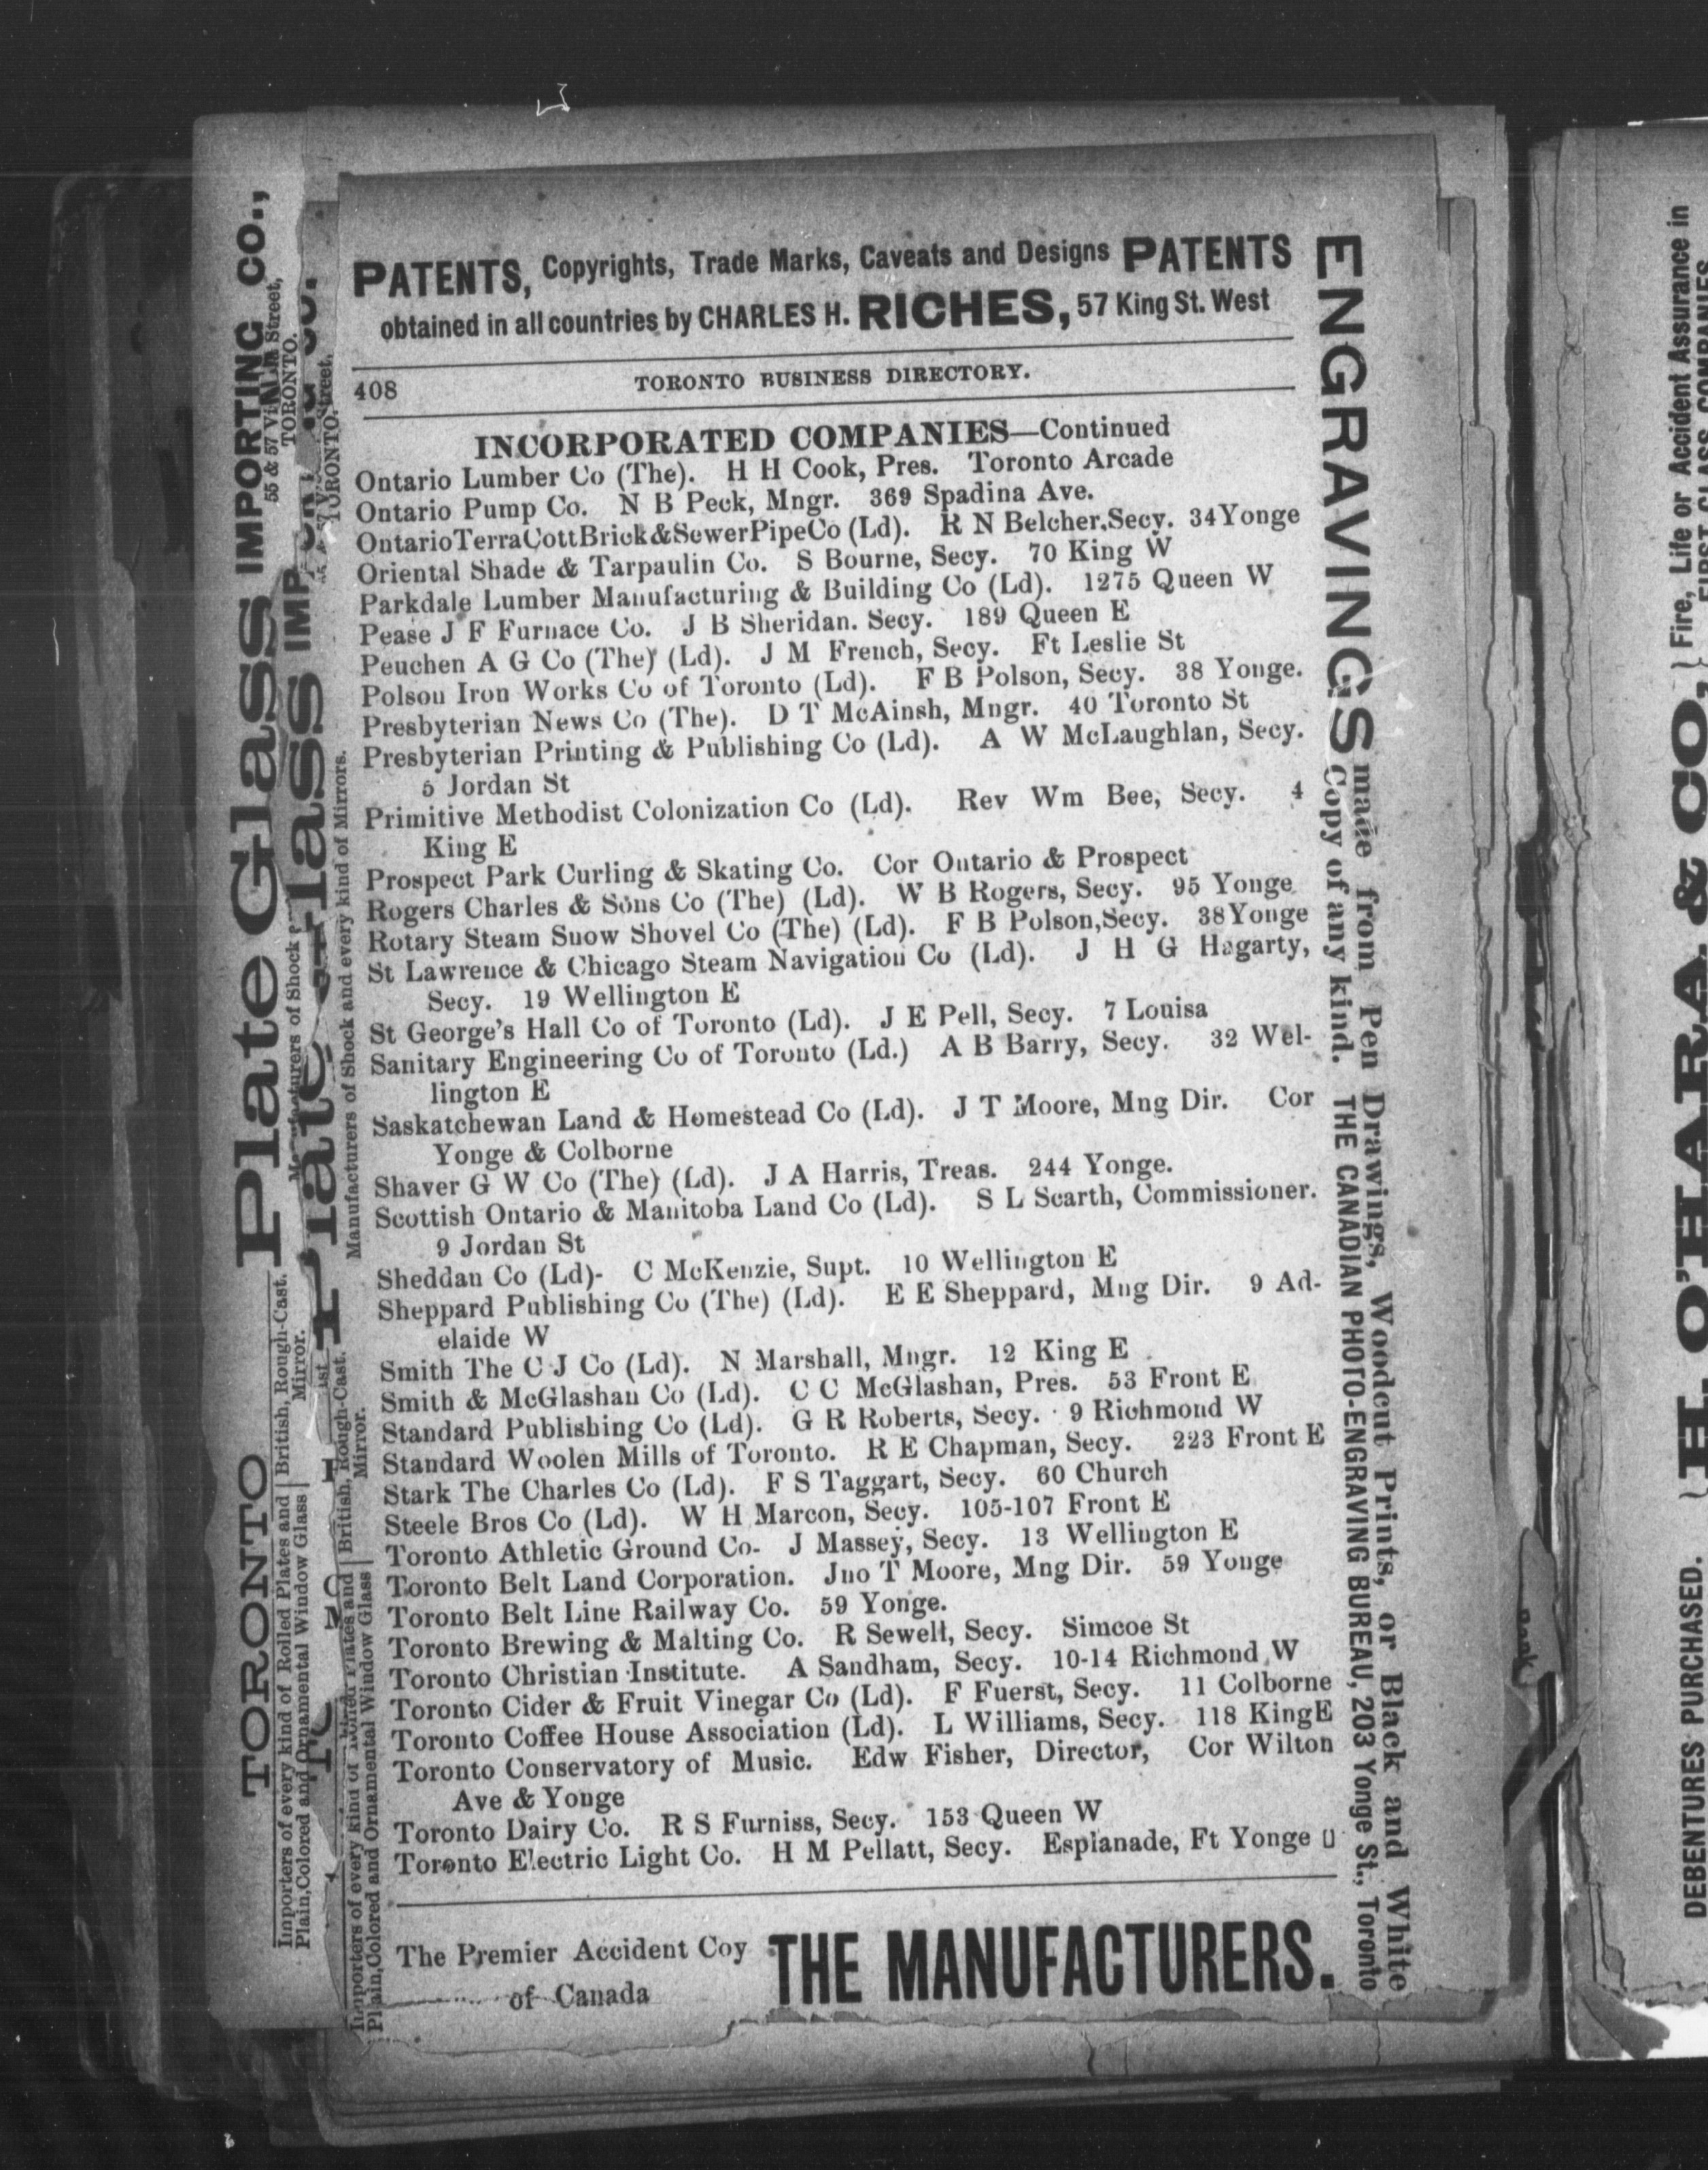 PATENTS, Copyrights, Trade Marks, Caveats and Designs PATENTS
obtained in all countries by CHARLES H. RICHES, 57 King St. West
408 TORONTO BUSINESS DIRECTORY.
INCORPORATED COMPANIES—Continued
Ontario Lumber Co (The). H H Cook, Pres. Toronto Arcade
Ontario Pump Co. N B Peck, Mngr. 369 Spadina Ave.
OntarioTerraCottBrick&SewerPipeCo (Ld). R N Belcher, Secy. 34Yonge
Oriental Shade & Tarpaulin Co. S Bourne, Secy. 70 King W
Parkdale Lumber Manufacturing & Building Co (Ld). 1275 Queen W
Pease J F Furnace Co. J B Sheridan. Secy. 189 Queen E
Peuchen A G Co (The) (Ld). J M French, Secy. Ft Leslie St
Polson Iron Works Co of Toronto (Ld). F B Polson, Secy. 38 Yonge.
Presbyterian News Co (The). D T McAinsh, Mngr. 40 Toronto St
Presbyterian Printing & Publishing Co (Ld). A W McLaughlan, Secy.
5 Jordan St
Primitive Methodist Colonization Co (Ld). Rev Wm Bee, Secy. 4
King E
Prospect Park Curling & Skating Co. Cor Ontario & Prospect
Rogers Charles & Sons Co (The) (Ld). W B Rogers, Secy. 95 Yonge
Rotary Steam Snow Shovel Co (The) (Ld). F B Polson,Secy. 38Yonge
St Lawrence & Chicago Steam Navigation Co (Ld). J H G Hagarty,
Secy. 19 Wellington E
St George's Hall Co of Toronto (Ld). J E Pell, Secy. 7 Louisa
Sanitary Engineering Co of Toronto (Ld.) A B Barry, Secy. 32 Wel-
lington E
Saskatchewan Land & Homestead Co (Ld). J T Moore, Mng Dir. Cor
Yonge & Colborne
Shaver G W Co (The) (Ld). J A Harris, Treas. 244 Yonge.
Scottish Ontario & Manitoba Land Co (Ld). S L Scarth, Commissioner.
9 Jordan St
Sheddan Co (Ld)- C McKenzie, Supt. 10 Wellington E
Sheppard Publishing Co (The) (Ld). E E Sheppard, Mng Dir. 9 Ad-
elaide W
Smith The C J Co (Ld). N Marshall, Mngr. 12 King E
Smith & McGlashan Co (Ld). C C McGlashan, Pres. 53 Front E
Standard Publishing Co (Ld). G R Roberts, Secy. 9 Richmond W
Standard Woolen Mills of Toronto. R E Chapman, Secy. 223 Front E
Stark The Charles Co (Ld). F S Taggart, Secy. 60 Church
Steele Bros Co (Ld). W H Marcon, Secy. 105-107 Front E
Toronto Athletic Ground Co- J Massey, Secy. 13 Wellington E
Toronto Belt Land Corporation. Jno T Moore, Mng Dir. 59 Yonge
Toronto Belt Line Railway Co. 59 Yonge.
Toronto Brewing & Malting Co. R Sewell, Secy. Simcoe St
Toronto Christian Institute. A Sandham, Secy. 10-14 Richmond W
Toronto Cider & Fruit Vinegar Co (Ld). F Fuerst, Secy. 11 Colborne
Toronto Coffee House Association (Ld). L Williams, Secy. 118 KingE
Toronto Conservatory of Music. Edw Fisher, Director, Cor Wilton
Ave & Yonge
Toronto Dairy Co. R S Furniss, Secy. 153 Queen W
Toronto Electric Light Co. H M Pellatt, Secy. Esplanade, Ft Yonge
The Premier Accident Coy THE MANUFACTURERS.
of Canada
ENGRAVINGS made from Pen Drawings, Woodcut Prints, or Black and White
Copy of any kind. THE CANADIAN PHOTO-ENGRAVING BUREAU, 203 Yonge St., Toronto
TORONTO Plate Glass IMPORTING CO.,
55 & 57 Street,
TORONTO.
Importers of every kind of Rolled Plates and British, Rough-Cast.
Plain, Colored and Ornamental Window Glass Mirror.
Plate Glass
Street,
TORONTO.
Importers of every kind of Plates and British, Rough-Cast.
Plain, Colored and Ornamental Window Glass Mirror.
Manufacturers of Shock and every kind of Mirrors.
DEBENTURES PURCHASED. H. O'HARA & CO., Fire, Life or Accident Assurance in